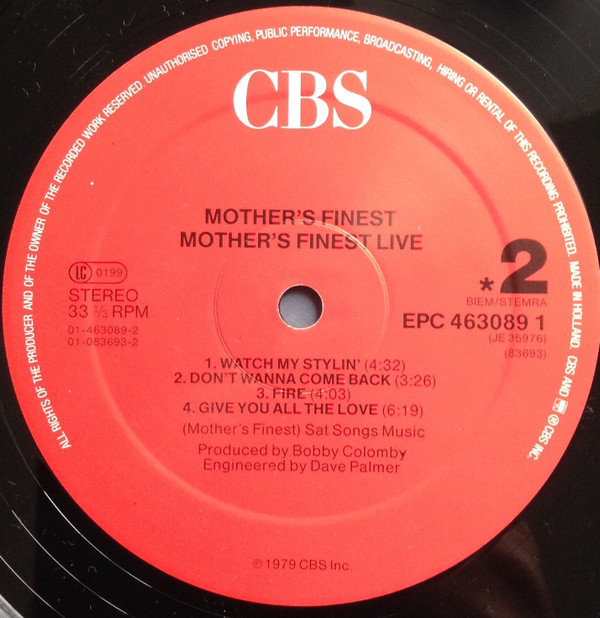 ALL RIGHTS OF THE PRODUCER AND OF THE OWNER OF THE RECORDED WORK RESERVED. UNAUTHORISED COPYING, PUBLIC PERFORMANCE, BROADCASTING, HIRING OR RENTAL OF THIS RECORDING PROHIBITED. MADE IN HOLLAND. CBS AND ℗ CBS INC.
CBS
MOTHER'S FINEST
MOTHER'S FINEST LIVE
LC 0199
STEREO
33 ⅓ RPM
01-463089-2
01-083693-2
*2
BIEM/STEMRA
EPC 463089 1
(JE 35976)
(83693)
1. WATCH MY STYLIN' (4:32)
2. DON'T WANNA COME BACK (3:26)
3. FIRE (4:03)
4. GIVE YOU ALL THE LOVE (6:19)
(Mother's Finest) Sat Songs Music
Produced by Bobby Colomby
Engineered by Dave Palmer
© 1979 CBS Inc.